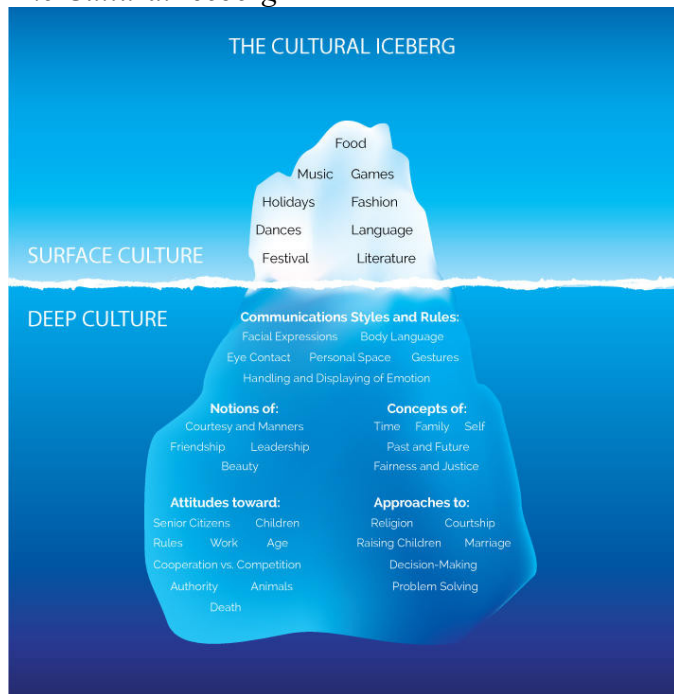 The Cultural Iceberg
THE CULTURAL ICEBERG
Food
Music Games
Holidays Fashion
Dances Language
Festival Literature
SURFACE CULTURE
DEEP CULTURE
Communications Styles and Rules:
Facial Expressions Body Language
Eye Contact Personal Space Gestures
Handling and Displaying of Emotion
Notions of:
Courtesy and Manners
Friendship Leadership
Beauty
Concepts of:
Time Family Self
Past and Future
Fairness and Justice
Attitudes toward:
Senior Citizens Children
Rules Work Age
Cooperation vs. Competition
Authority Animals
Death
Approaches to:
Religion Courtship
Raising Children Marriage
Decision-Making
Problem Solving